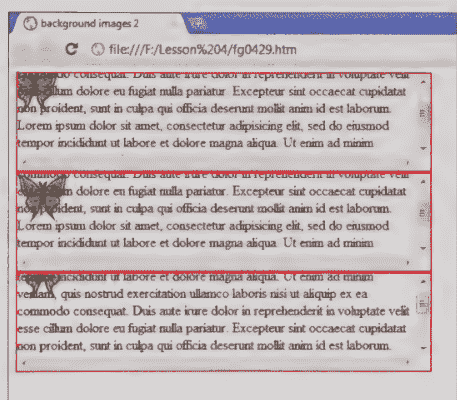 background images 2
file:///F:/Lesson%204/fg0429.htm
commodo consequat. Duis aute irure dolor in reprehenderit in voluptate velit
esse cillum dolore eu fugiat nulla pariatur. Excepteur sint occaecat cupidatat
non proident, sunt in culpa qui officia deserunt mollit anim id est laborum.
Lorem ipsum dolor sit amet, consectetur adipisicing elit, sed do eiusmod
tempor incididunt ut labore et dolore magna aliqua. Ut enim ad minim
commodo consequat. Duis aute irure dolor in reprehenderit in voluptate velit
dolore eu fugiat nulla pariatur. Excepteur sint occaecat cupidatat
proident, sunt in culpa qui officia deserunt mollit anim id est laborum.
Lorem ipsum dolor sit amet, consectetur adipisicing elit, sed do eiusmod
tempor incididunt ut labore et dolore magna aliqua. Ut enim ad minim
tempor incididunt ut labore et dolore magna aliqua. Ut enim ad minim
veniam, quis nostrud exercitation ullamco laboris nisi ut aliquip ex ea
commodo consequat. Duis aute irure dolor in reprehenderit in voluptate velit
esse cillum dolore eu fugiat nulla pariatur. Excepteur sint occaecat cupidatat
non proident, sunt in culpa qui officia deserunt mollit anim id est laborum.